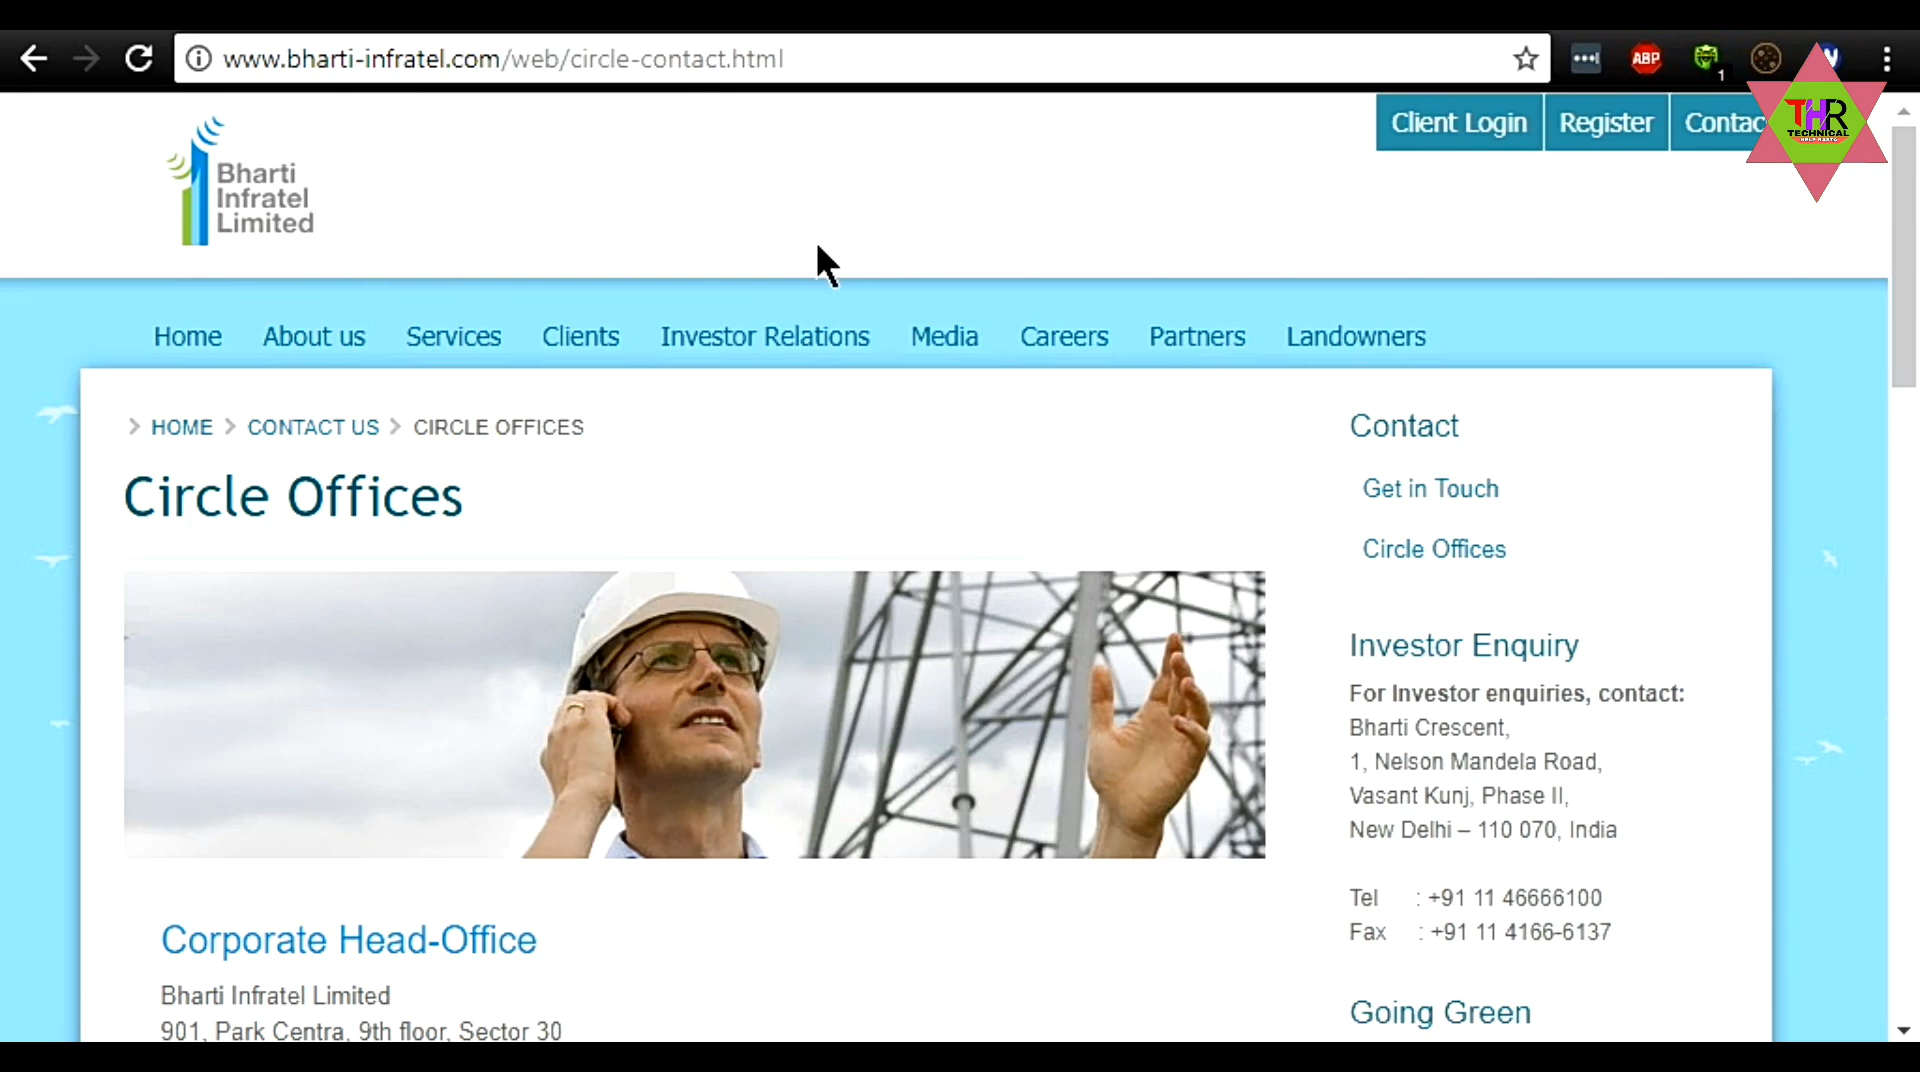 www.bharti-infratel.com/web/circle-contact.html
ABP
1
Client Login
Register
Contac
THR
TECHNICAL
Bharti
Infratel
Limited
Home
About us
Services
Clients
Investor Relations
Media
Careers
Partners
Landowners
HOME
CONTACT US
CIRCLE OFFICES
Circle Offices
Corporate Head-Office
Bharti Infratel Limited
901, Park Centra, 9th floor, Sector 30
Contact
Get in Touch
Circle Offices
Investor Enquiry
For Investor enquiries, contact:
Bharti Crescent,
1, Nelson Mandela Road,
Vasant Kunj, Phase II,
New Delhi – 110 070, India
Tel : +91 11 46666100
Fax : +91 11 4166-6137
Going Green